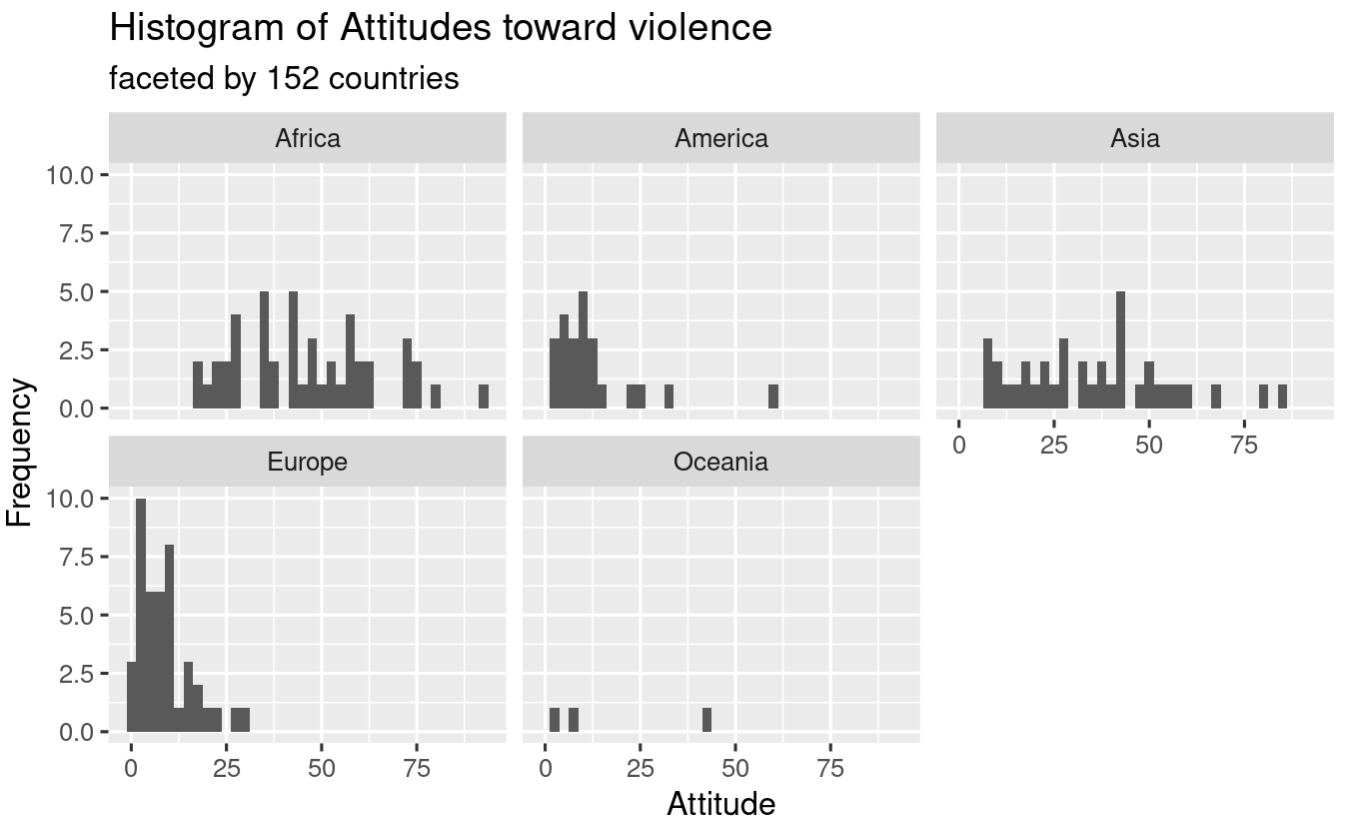 Histogram of Attitudes toward violence
faceted by 152 countries
Africa
America
Asia
10.0
7.5
5.0
2.5
0.0
0 25 50 75
Frequency
Europe
Oceania
10.0
7.5
5.0
2.5
0.0
0 25 50 75
0 25 50 75
Attitude